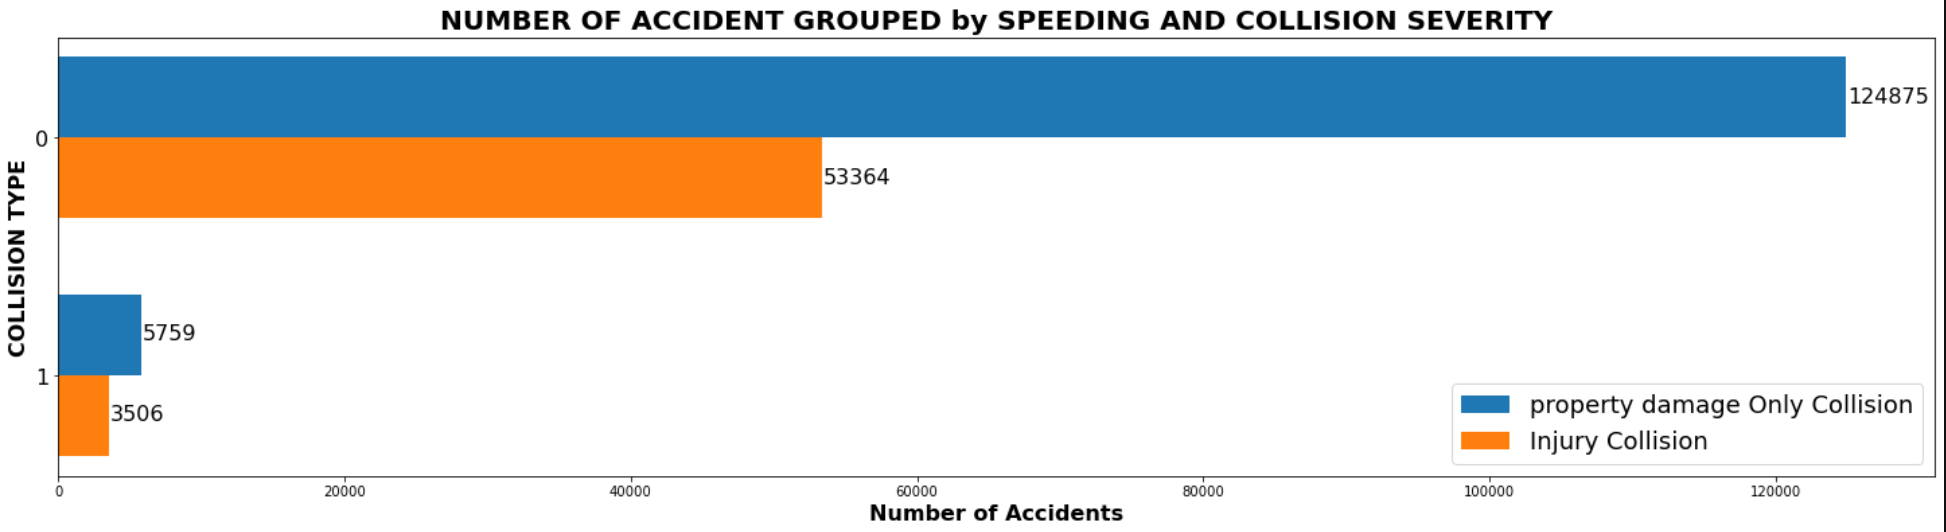 NUMBER OF ACCIDENT GROUPED by SPEEDING AND COLLISION SEVERITY
COLLISION TYPE
0
124875
53364
1
5759
3506
property damage Only Collision
Injury Collision
0 20000 40000 60000 80000 100000 120000
Number of Accidents